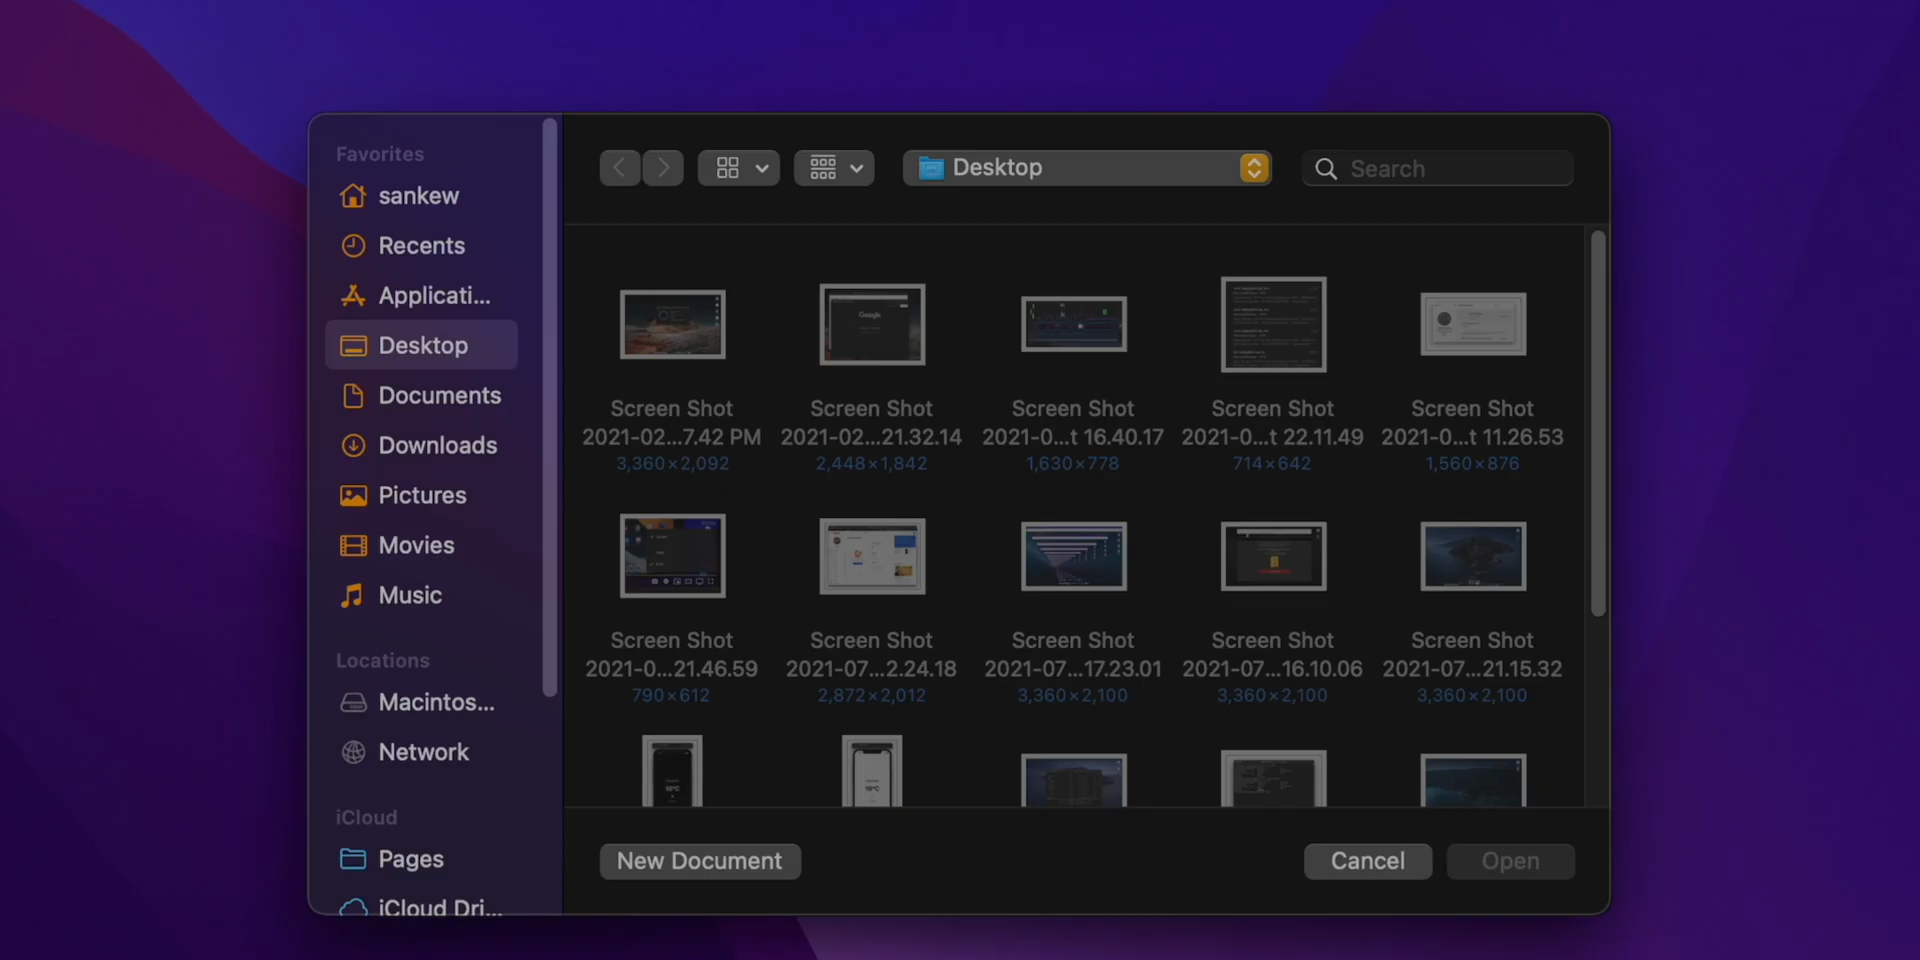 Favorites
sankew
Recents
Applicati...
Desktop
Documents
Downloads
Pictures
Movies
Music
Locations
Macintos...
Network
iCloud
Pages
iCloud Dri...
Desktop
Search
Google
Screen Shot
2021-02...7.42 PM
3,360×2,092
Screen Shot
2021-02...21.32.14
2,448×1,842
Screen Shot
2021-0...t 16.40.17
1,630×778
Screen Shot
2021-0...t 22.11.49
714×642
Screen Shot
2021-0...t 11.26.53
1,560×876
Screen Shot
2021-0...21.46.59
790×612
Screen Shot
2021-07...2.24.18
2,872×2,012
Screen Shot
2021-07...17.23.01
3,360×2,100
Screen Shot
2021-07...16.10.06
3,360×2,100
Screen Shot
2021-07...21.15.32
3,360×2,100
New Document
Cancel
Open